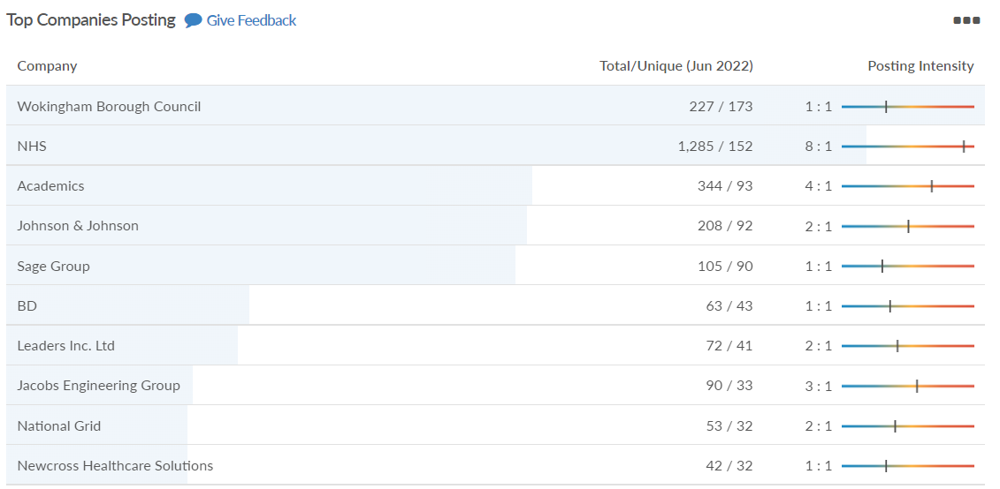 Top Companies Posting Give Feedback
Company Total/Unique (Jun 2022) Posting Intensity
Wokingham Borough Council 227 / 173 1 : 1
NHS 1,285 / 152 8 : 1
Academics 344 / 93 4 : 1
Johnson & Johnson 208 / 92 2 : 1
Sage Group 105 / 90 1 : 1
BD 63 / 43 1 : 1
Leaders Inc. Ltd 72 / 41 2 : 1
Jacobs Engineering Group 90 / 33 3 : 1
National Grid 53 / 32 2 : 1
Newcross Healthcare Solutions 42 / 32 1 : 1